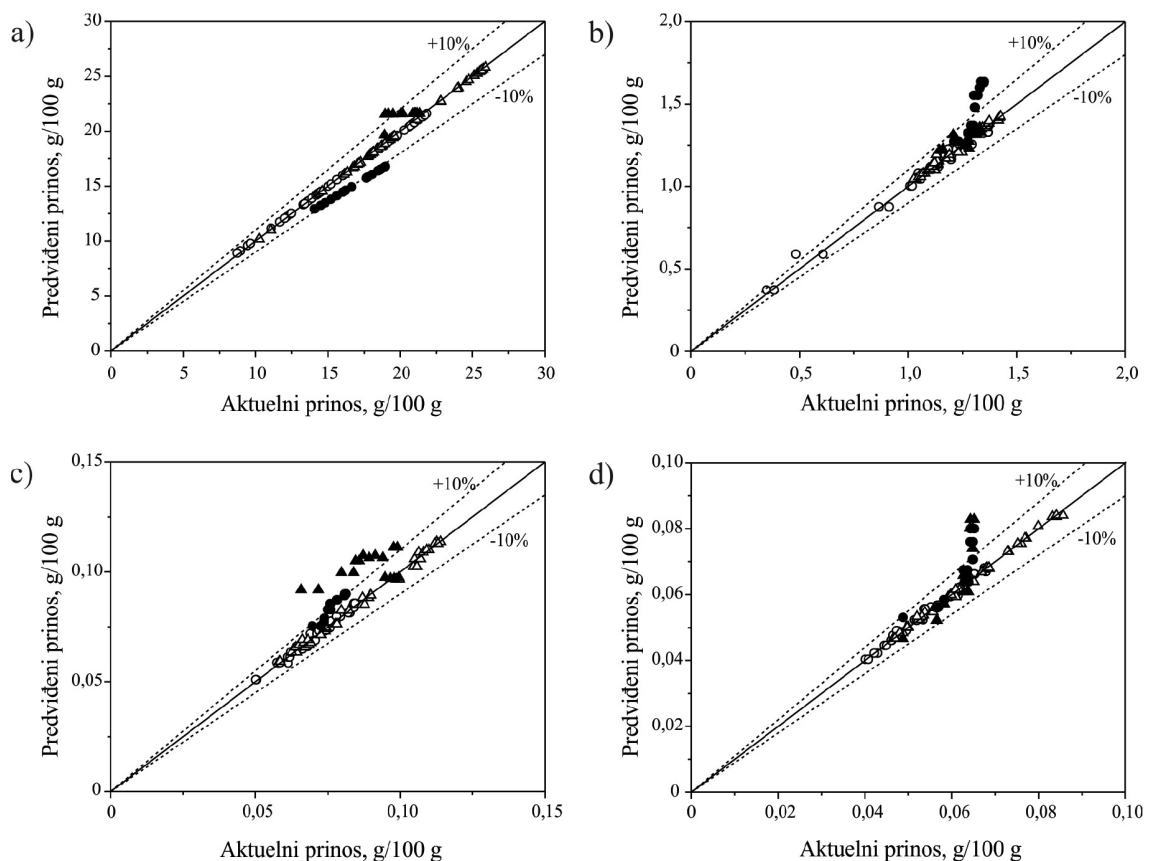 a)
Predviđeni prinos, g/100 g
30
25
20
15
10
5
0
+10%
-10%
0 5 10 15 20 25 30
Aktuelni prinos, g/100 g
b)
Predviđeni prinos, g/100 g
2,0
1,5
1,0
0,5
0
+10%
-10%
0 0,5 1,0 1,5 2,0
Aktuelni prinos, g/100 g
c)
Predviđeni prinos, g/100 g
0,15
0,10
0,05
0
+10%
-10%
0 0,05 0,10 0,15
Aktuelni prinos, g/100 g
d)
Predviđeni prinos, g/100 g
0,10
0,08
0,06
0,04
0,02
0
+10%
-10%
0 0,02 0,04 0,06 0,08 0,10
Aktuelni prinos, g/100 g